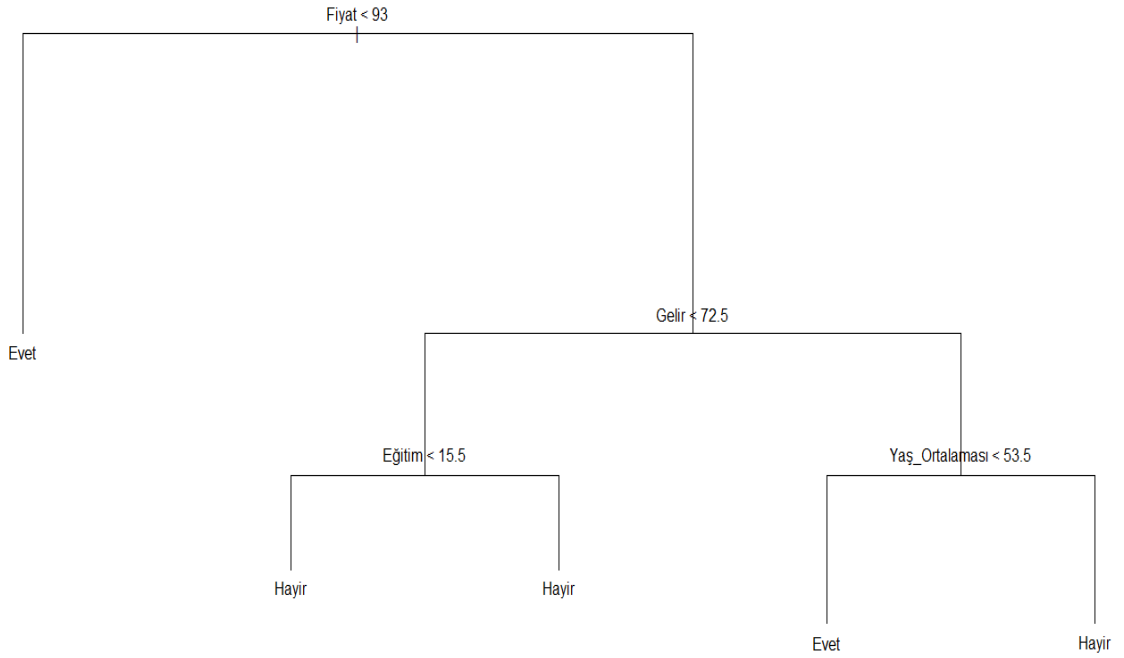 Fiyat < 93
Gelir < 72.5
Evet
Eğitim < 15.5
Yaş_Ortalaması < 53.5
Hayir
Hayir
Evet
Hayir